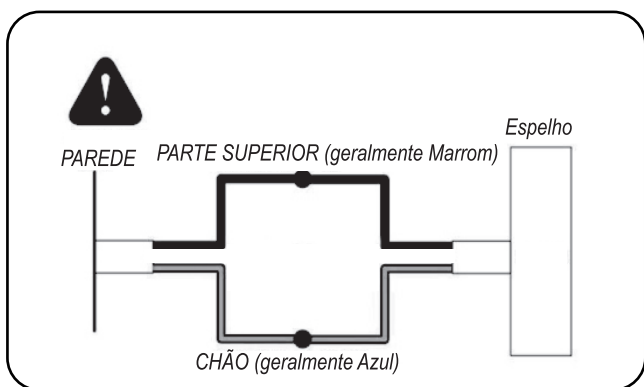 Espelho
PAREDE
PARTE SUPERIOR (geralmente Marrom)
CHÃO (geralmente Azul)